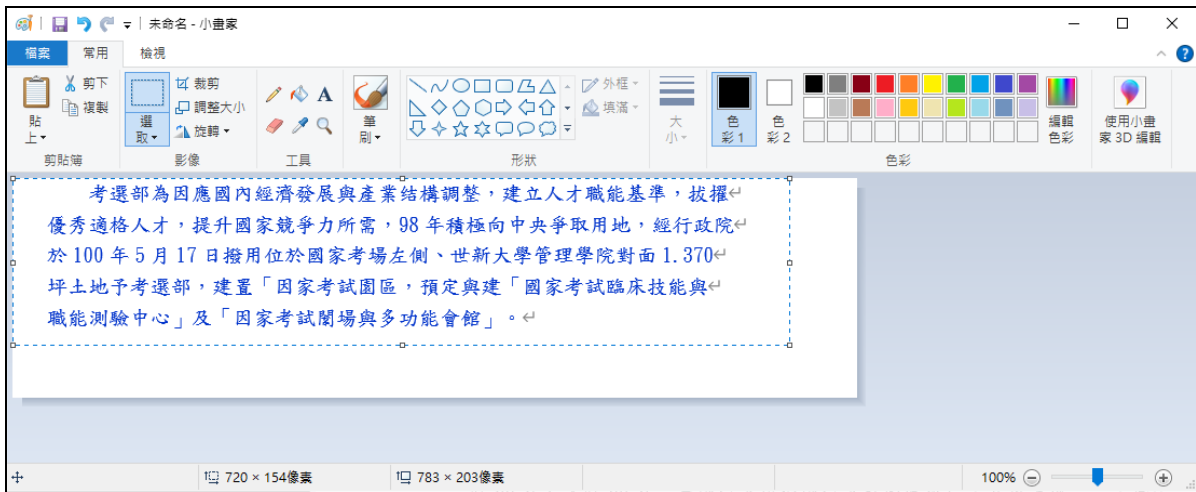 未命名 - 小畫家
檔案 常用 檢視
貼上 剪下 複製 選取 裁剪 調整大小 旋轉 A 筆刷 外框 填滿 大小 色彩 1 色彩 2 編輯色彩 使用小畫家 3D 編輯
剪貼簿 影像 工具 形狀 色彩
考選部為因應國內經濟發展與產業结構調整，建立人才職能基準，拔擢↵
優秀適格人才，提升國家競爭力所需，98 年積極向中央爭取用地，經行政院↵
於 100 年 5 月 17 日撥用位於國家考場左側、世新大學管理學院對面 1.370↵
坪土地予考選部，建置「因家考試園區，預定與建「國家考試臨床技能與↵
職能測驗中心」及「因家考試闈場與多功能會館」。↵
720 × 154像素 783 × 203像素 100%